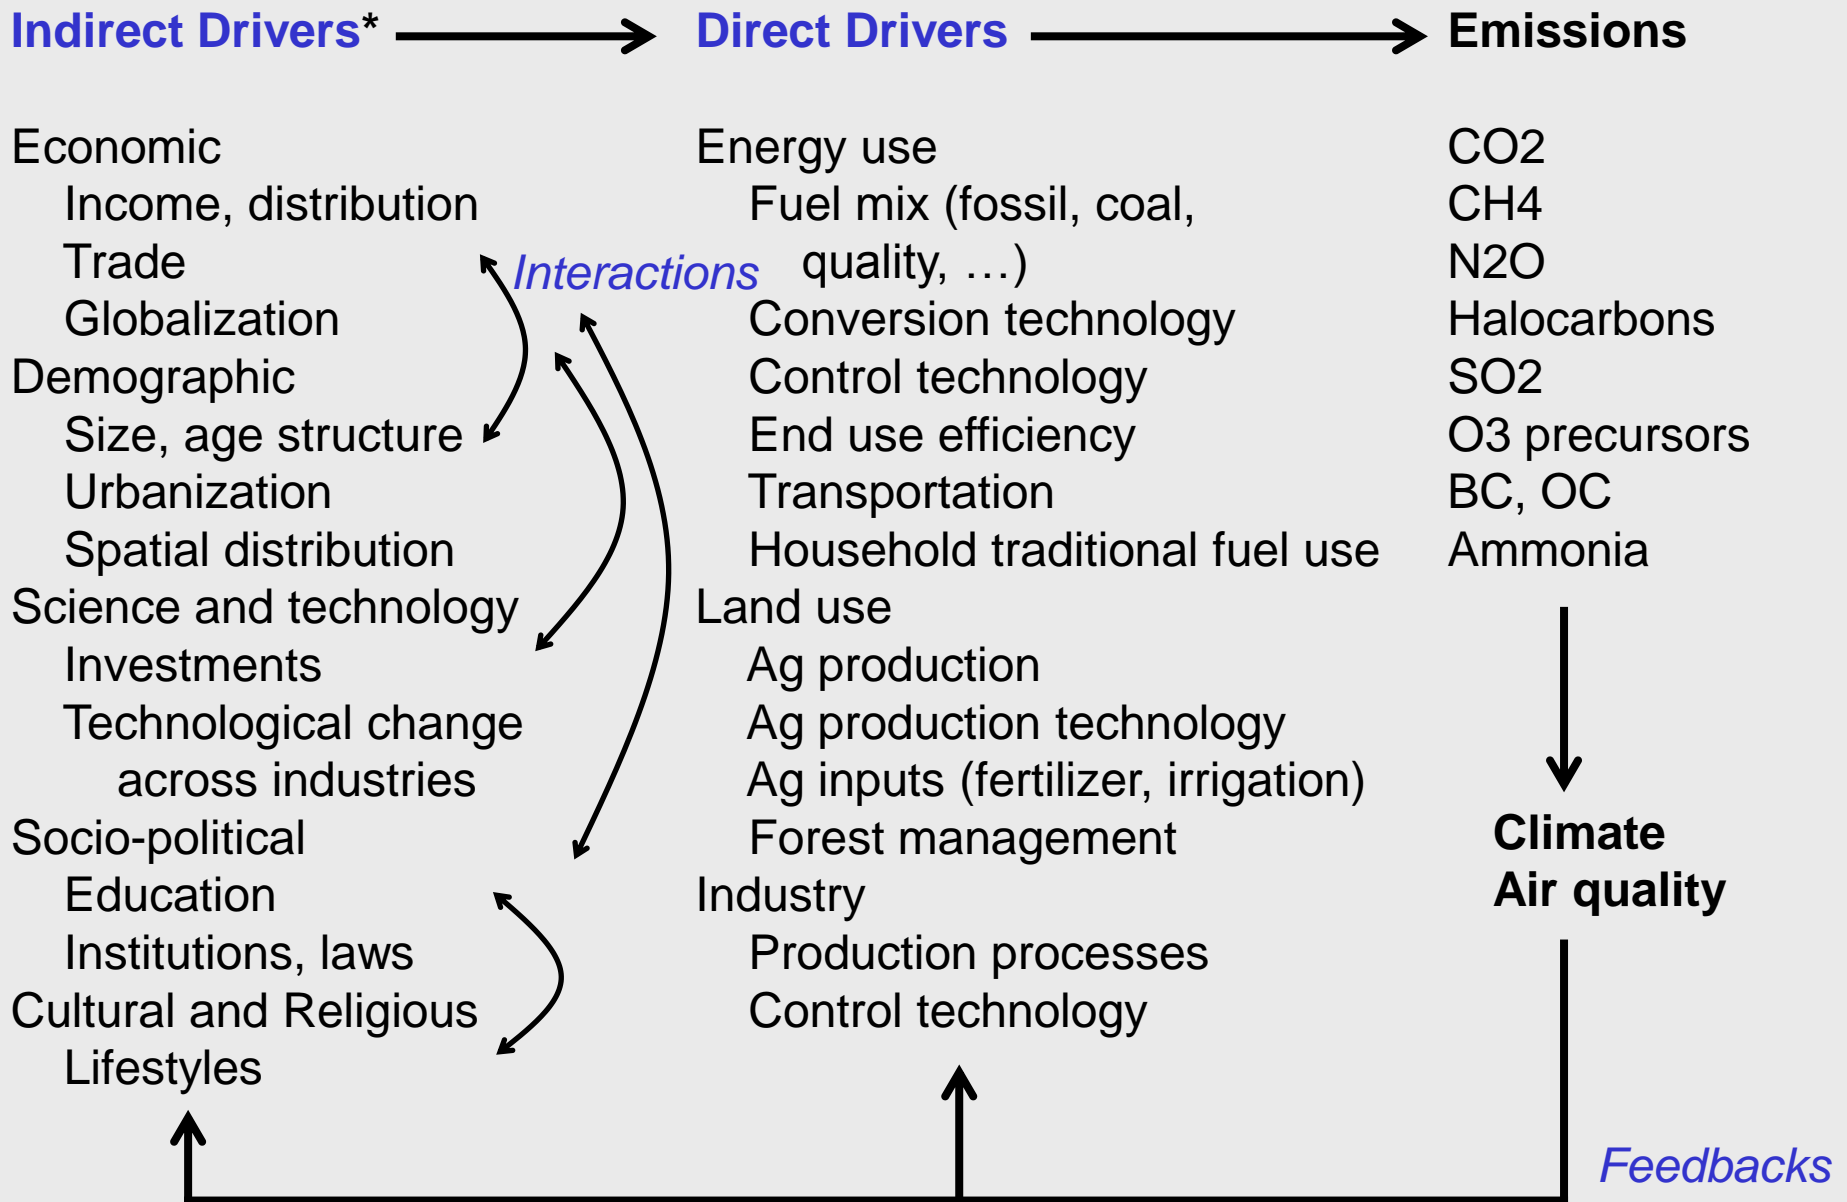 Indirect Drivers*
Economic
Income, distribution
Trade
Globalization
Demographic
Size, age structure
Urbanization
Spatial distribution
Science and technology
Investments
Technological change
across industries
Socio-political
Education
Institutions, laws
Cultural and Religious
Lifestyles
Interactions
Direct Drivers
Energy use
Fuel mix (fossil, coal,
quality, …)
Conversion technology
Control technology
End use efficiency
Transportation
Household traditional fuel use
Land use
Ag production
Ag production technology
Ag inputs (fertilizer, irrigation)
Forest management
Industry
Production processes
Control technology
Emissions
CO2
CH4
N2O
Halocarbons
SO2
O3 precursors
BC, OC
Ammonia
Climate
Air quality
Feedbacks